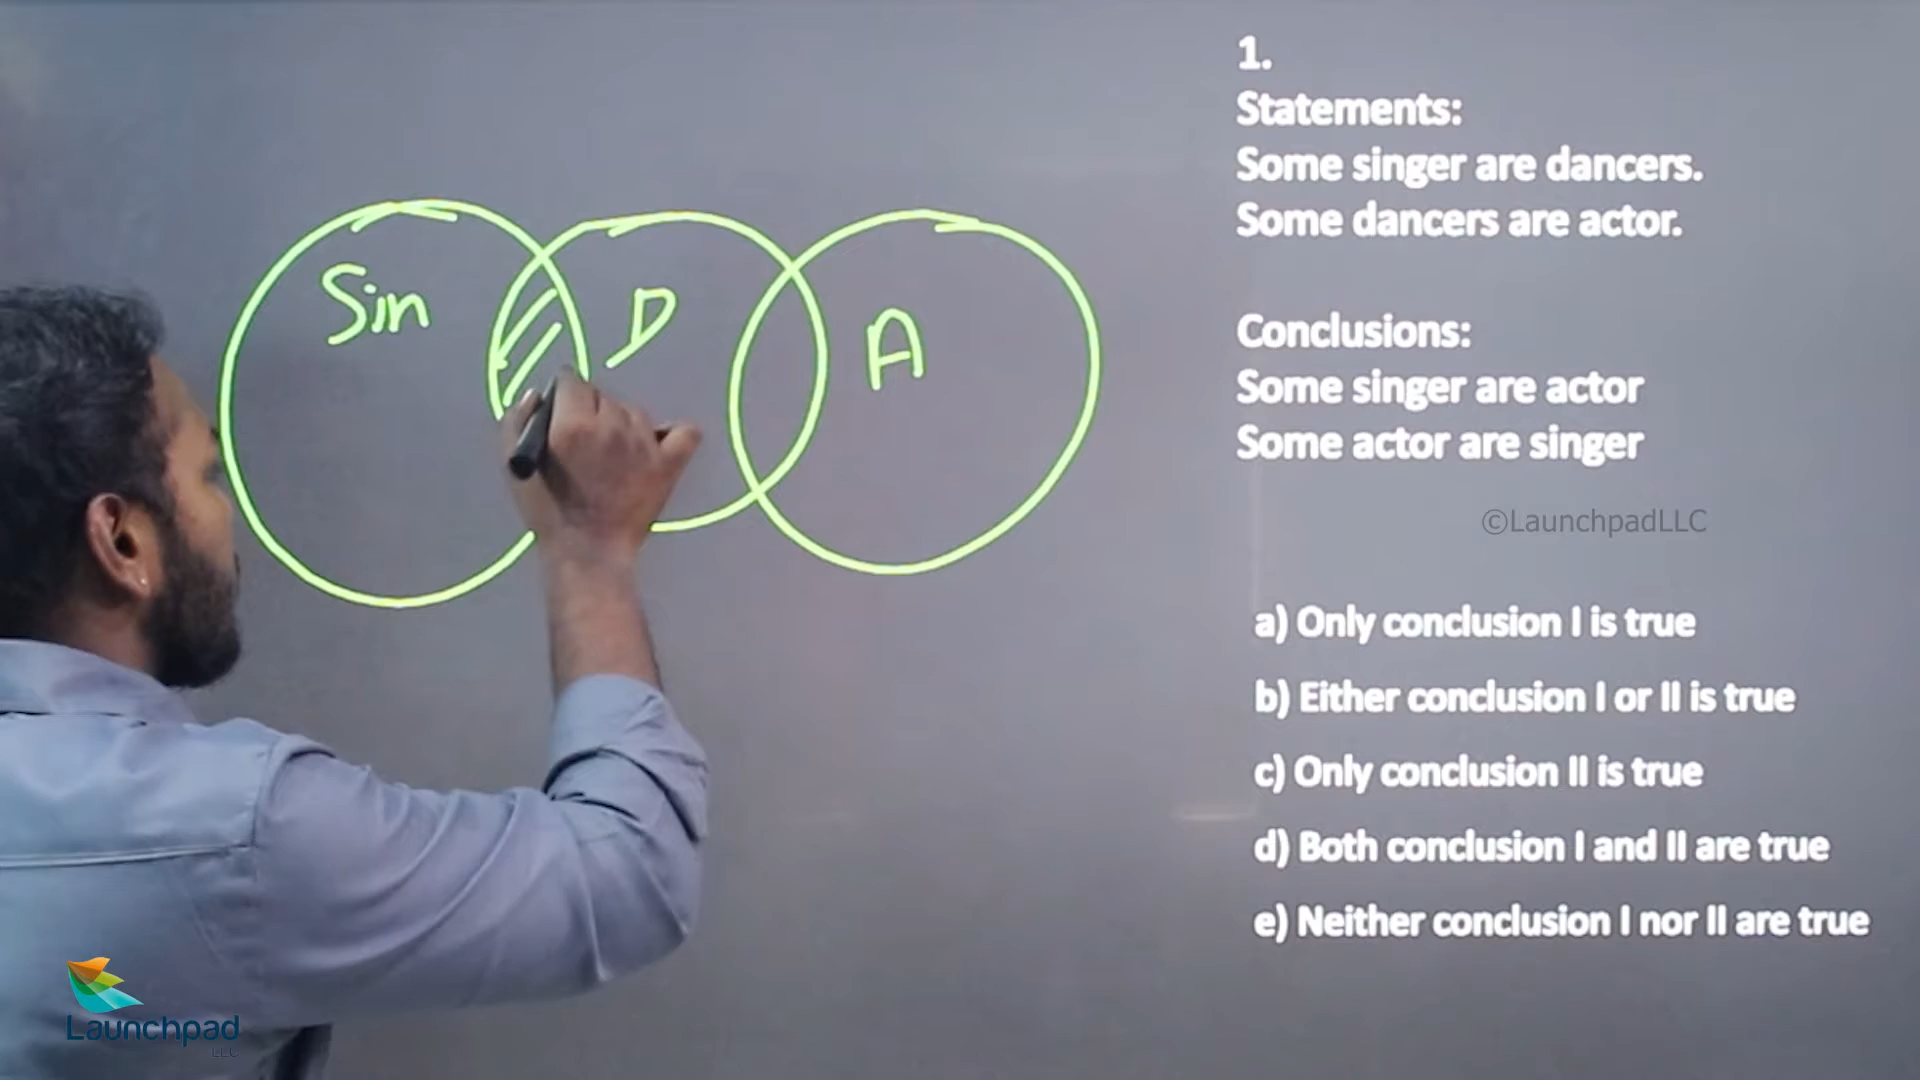 1.
Statements:
Some singer are dancers.
Some dancers are actor.
Conclusions:
Some singer are actor
Some actor are singer
©LaunchpadLLC
a) Only conclusion I is true
b) Either conclusion I or II is true
c) Only conclusion II is true
d) Both conclusion I and II are true
e) Neither conclusion I nor II are true
Sin
D
A
Launchpad
LLC